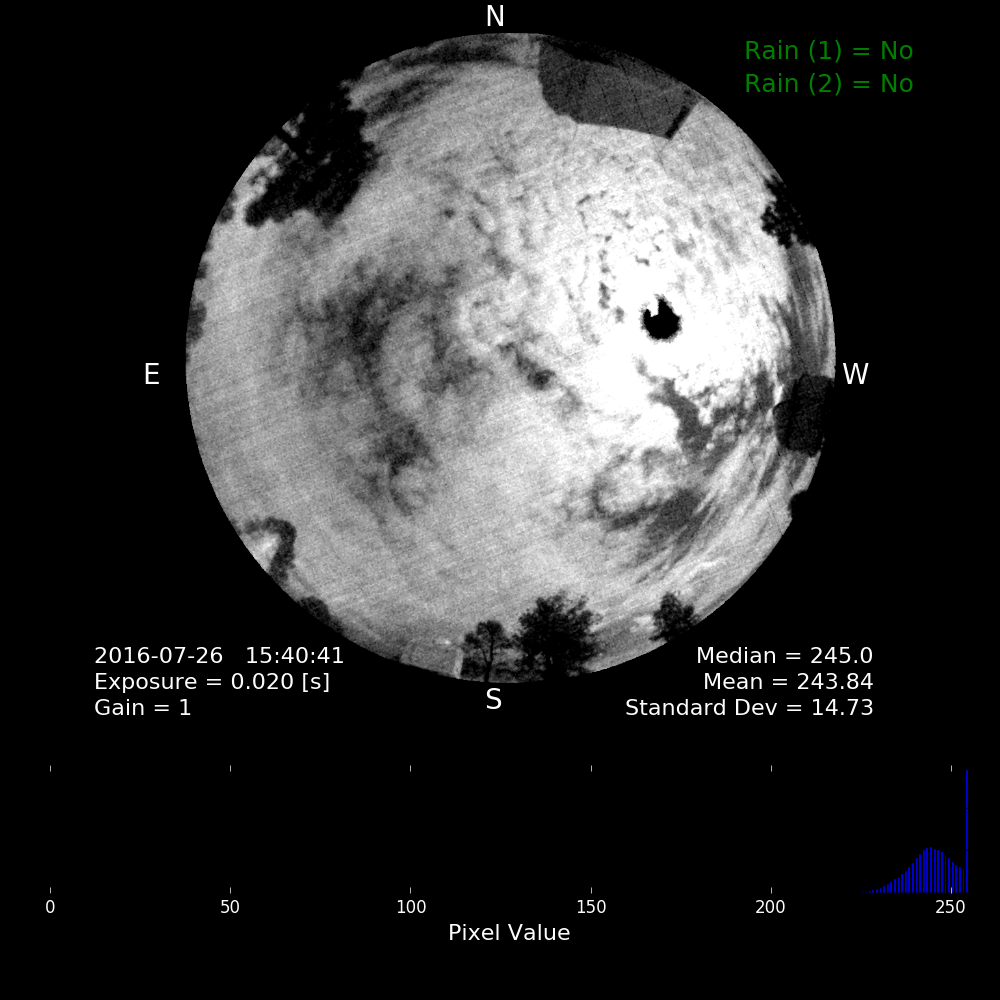 N
Rain (1) = No
Rain (2) = No
E
W
2016-07-26 15:40:41
Exposure = 0.020 [s]
Gain = 1
Median = 245.0
Mean = 243.84
Standard Dev = 14.73
S
0 50 100 150 200 250
Pixel Value